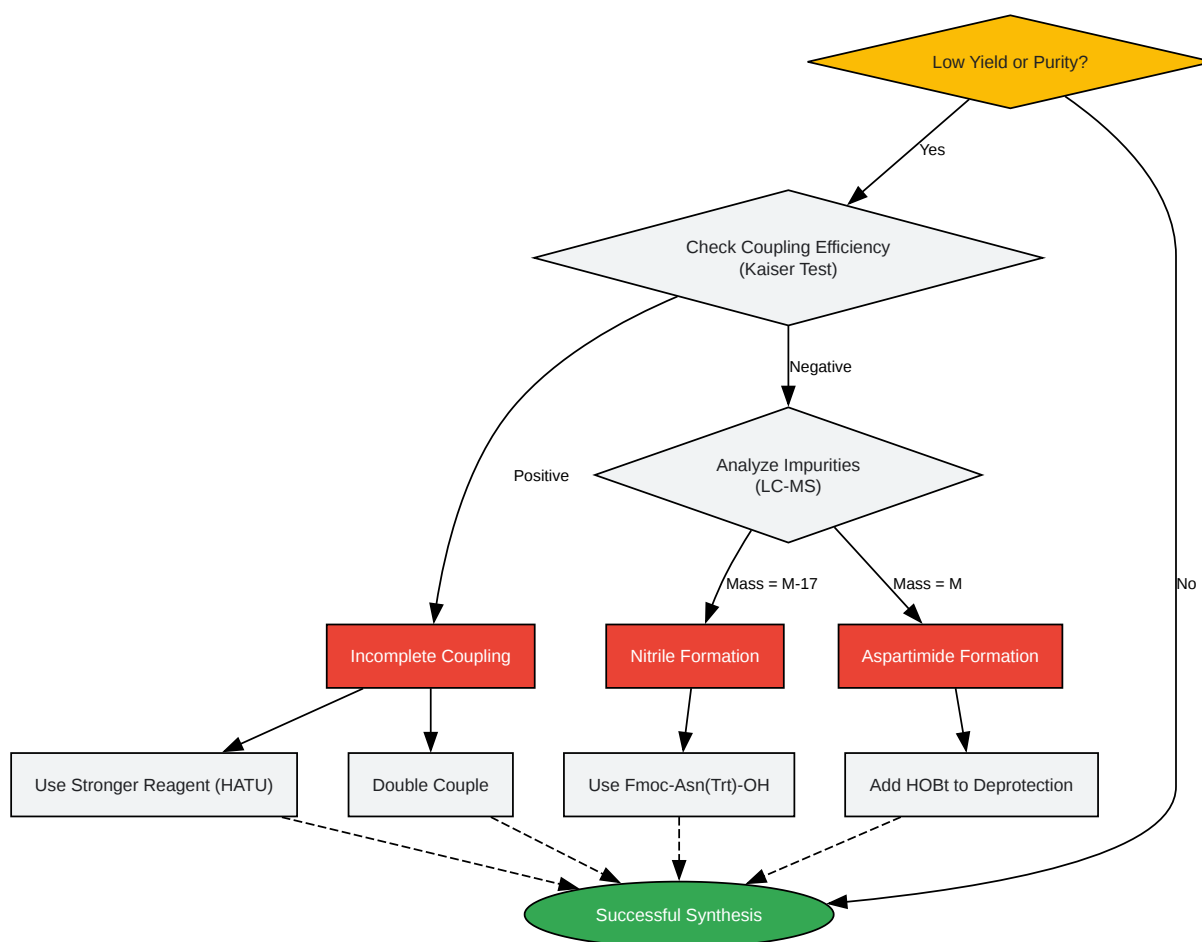 Low Yield or Purity?
Yes
Check Coupling Efficiency
(Kaiser Test)
Negative
Analyze Impurities
(LC-MS)
Positive
Mass = M-17
Mass = M
No
Incomplete Coupling
Nitrile Formation
Aspartimide Formation
Use Stronger Reagent (HATU)
Double Couple
Use Fmoc-Asn(Trt)-OH
Add HOBt to Deprotection
Successful Synthesis